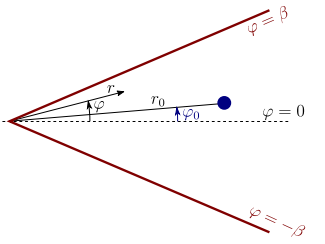 φ = β
r
φ
r₀
φ₀
φ = 0
φ = −β